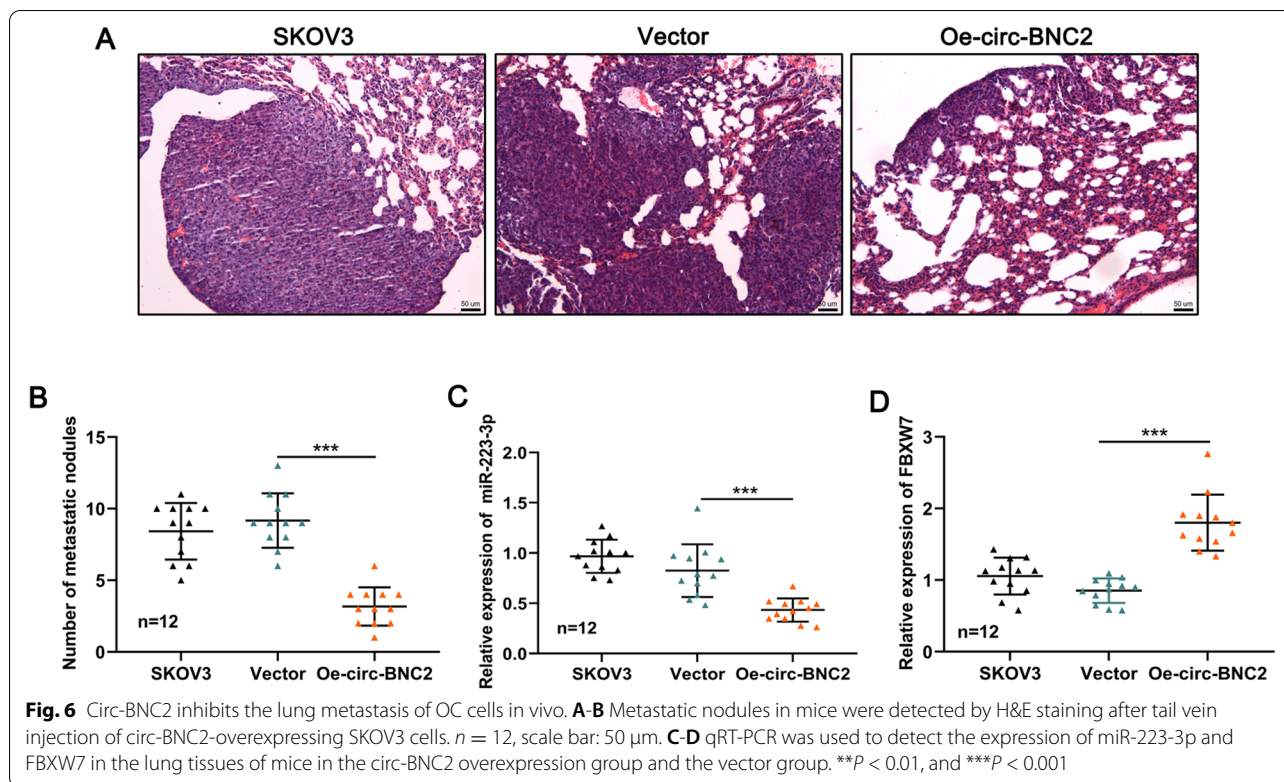 A
SKOV3 Vector Oe-circ-BNC2
50 um 50 um 50 um
B
Number of metastatic nodules
15
10
5
0
***
n=12
SKOV3 Vector Oe-circ-BNC2
C
Relative expression of miR-223-3p
2.0
1.5
1.0
0.5
0.0
***
n=12
SKOV3 Vector Oe-circ-BNC2
D
Relative expression of FBXW7
3
2
1
0
***
n=12
SKOV3 Vector Oe-circ-BNC2
Fig. 6 Circ-BNC2 inhibits the lung metastasis of OC cells in vivo. A-B Metastatic nodules in mice were detected by H&E staining after tail vein
injection of circ-BNC2-overexpressing SKOV3 cells. n = 12, scale bar: 50 μm. C-D qRT-PCR was used to detect the expression of miR-223-3p and
FBXW7 in the lung tissues of mice in the circ-BNC2 overexpression group and the vector group. **P < 0.01, and ***P < 0.001